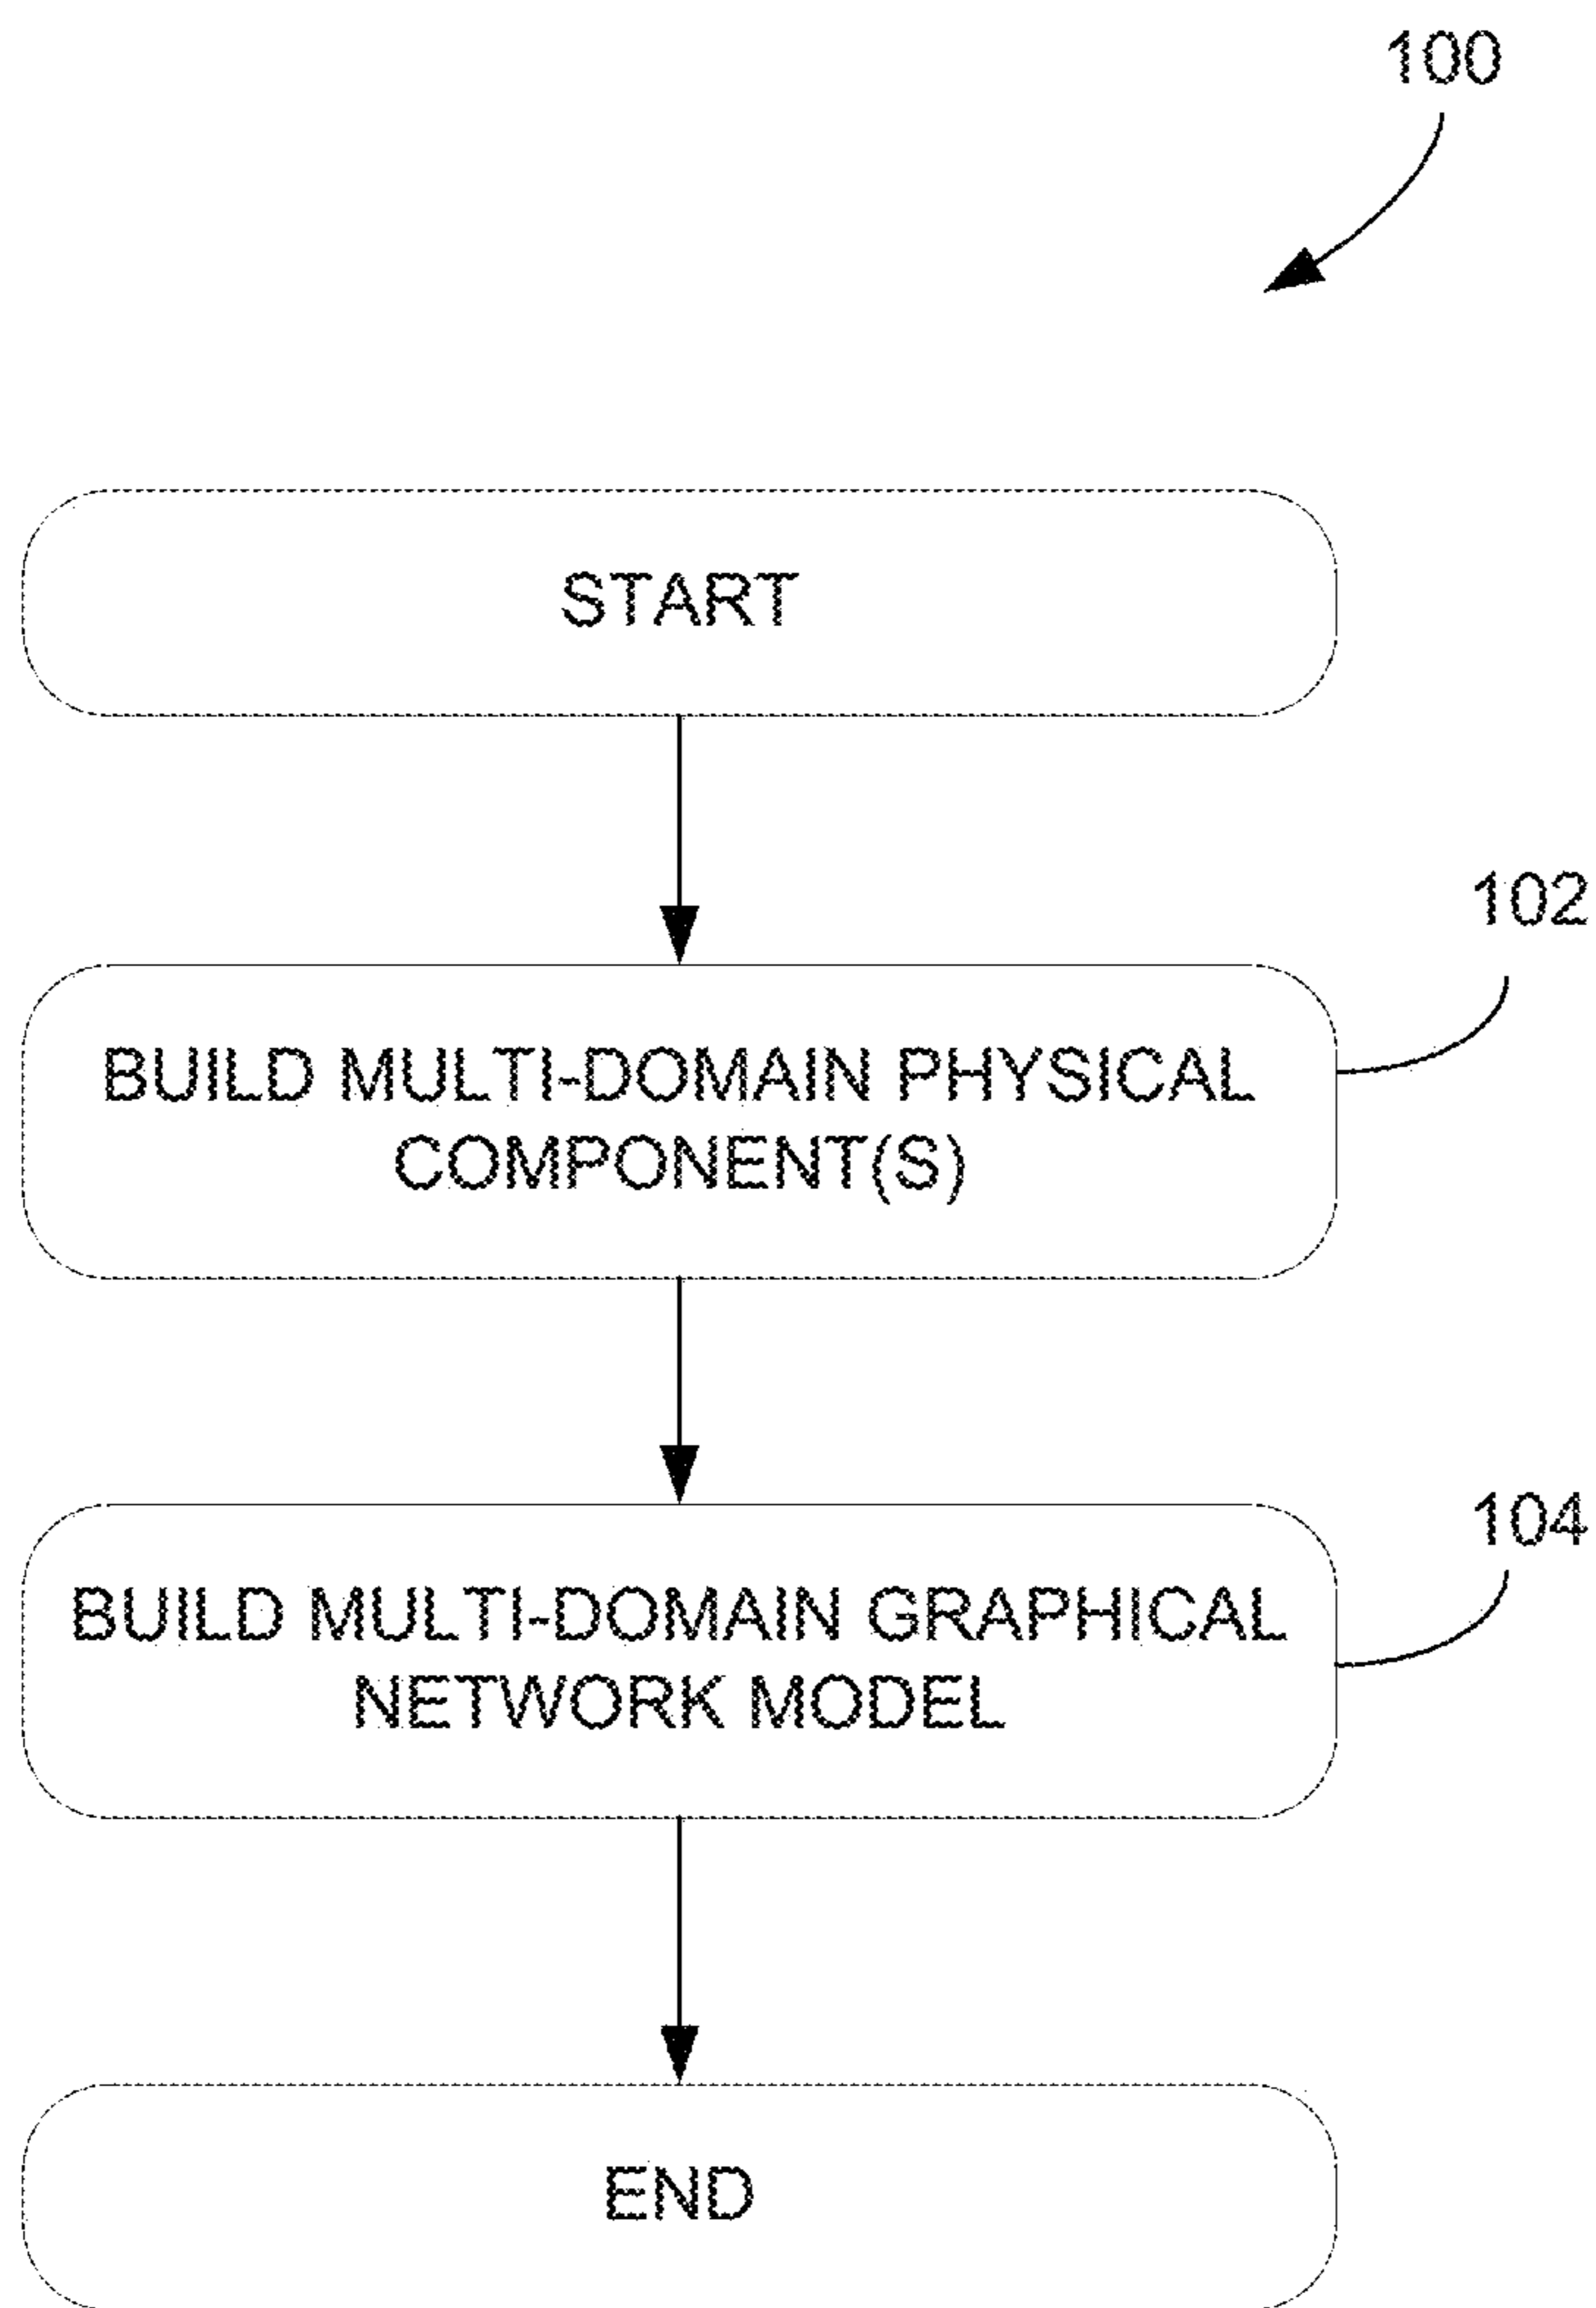 100
START
102
BUILD MULTI-DOMAIN PHYSICAL
COMPONENT(S)
104
BUILD MULTI-DOMAIN GRAPHICAL
NETWORK MODEL
END